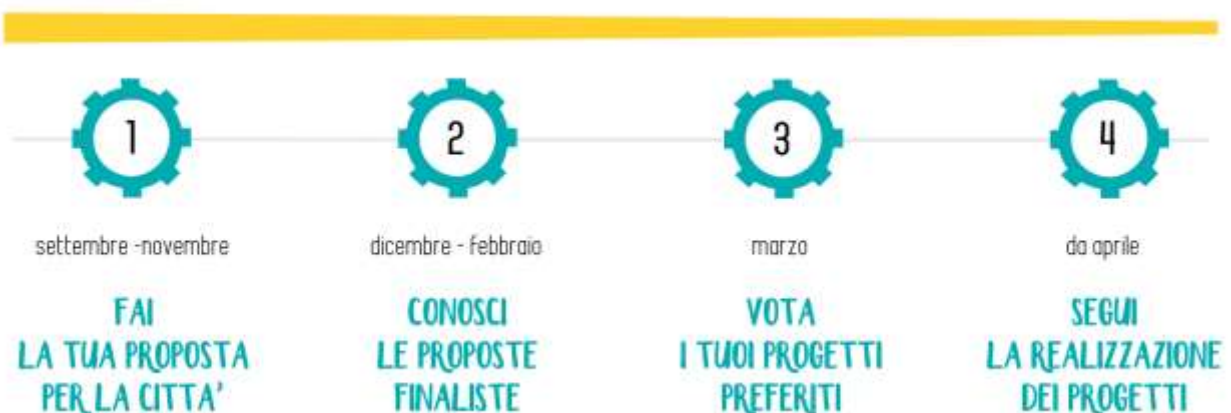 1
settembre -novembre
FAI
LA TUA PROPOSTA
PER LA CITTA'
2
dicembre - febbraio
CONOSCI
LE PROPOSTE
FINALISTE
3
marzo
VOTA
I TUOI PROGETTI
PREFERITI
4
da aprile
SEGUI
LA REALIZZAZIONE
DEI PROGETTI